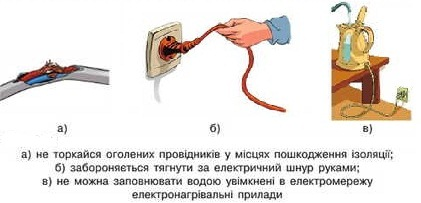 а) б) в)
а) не торкайся оголених провідників у місцях пошкодження ізоляції;
б) забороняється тягнути за електричний шнур руками;
в) не можна заповнювати водою увімкнені в електромережу
електронагрівальні прилади